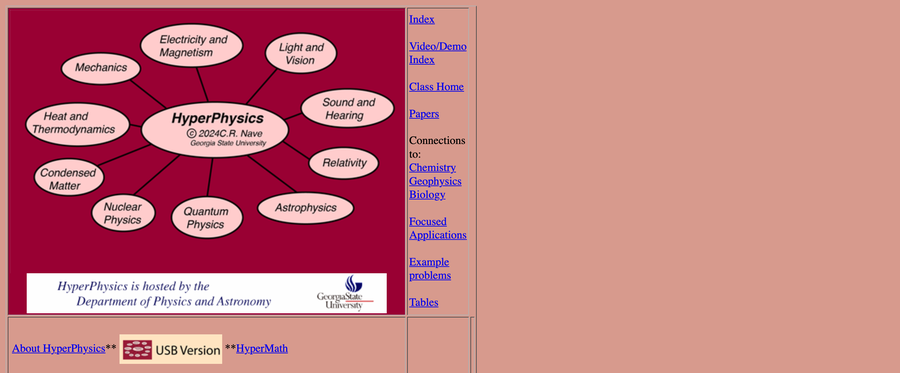 Electricity and
Magnetism
Light and
Vision
Mechanics
Sound and
Hearing
Heat and
Thermodynamics
HyperPhysics
©2024C.R. Nave
Georgia State University
Relativity
Condensed
Matter
Nuclear
Physics
Quantum
Physics
Astrophysics
HyperPhysics is hosted by the
Department of Physics and Astronomy
GeorgiaState
University
Index
Video/Demo
Index
Class Home
Papers
Connections
to:
Chemistry
Geophysics
Biology
Focused
Applications
Example
problems
Tables
About HyperPhysics** USB Version **HyperMath